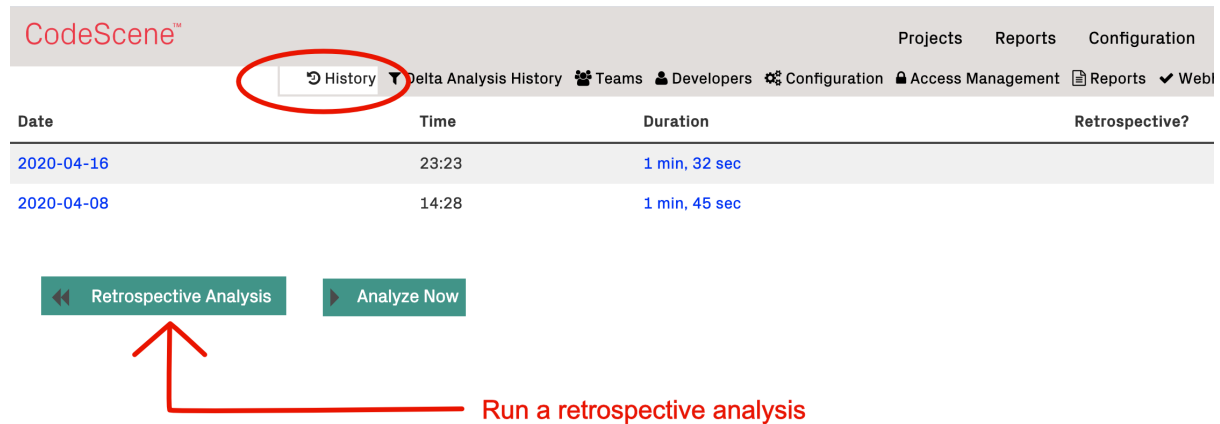 CodeScene™
Projects Reports Configuration
History Delta Analysis History Teams Developers Configuration Access Management Reports
Date Time Duration Retrospective?
2020-04-16 23:23 1 min, 32 sec
2020-04-08 14:28 1 min, 45 sec
Retrospective Analysis Analyze Now
Run a retrospective analysis